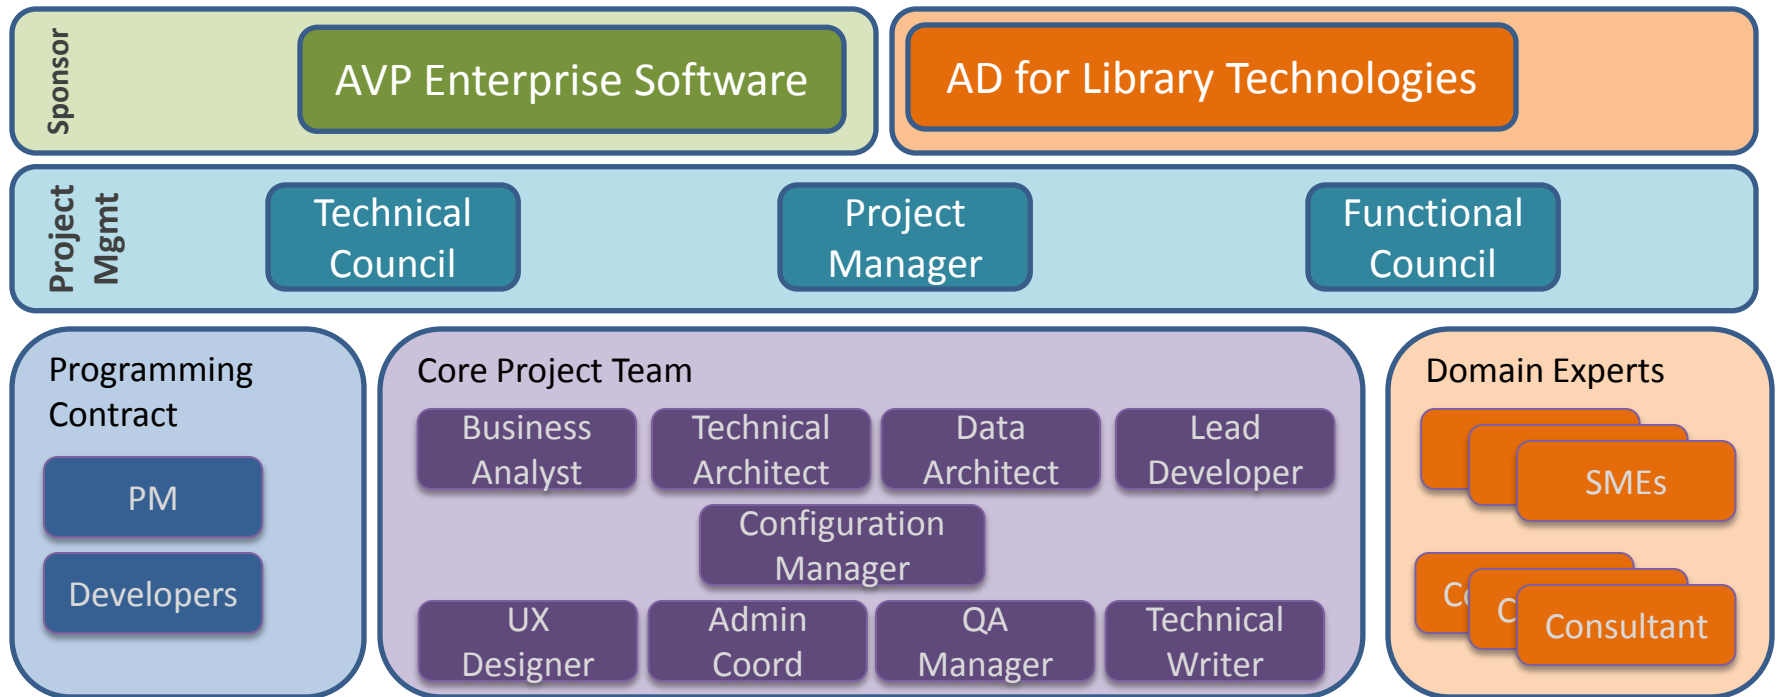 Sponsor
AVP Enterprise Software
AD for Library Technologies
Project
Mgmt
Technical
Council
Project
Manager
Functional
Council
Programming
Contract
PM
Developers
Core Project Team
Business
Analyst
Technical
Architect
Data
Architect
Lead
Developer
Configuration
Manager
UX
Designer
Admin
Coord
QA
Manager
Technical
Writer
Domain Experts
SMEs
Consultant